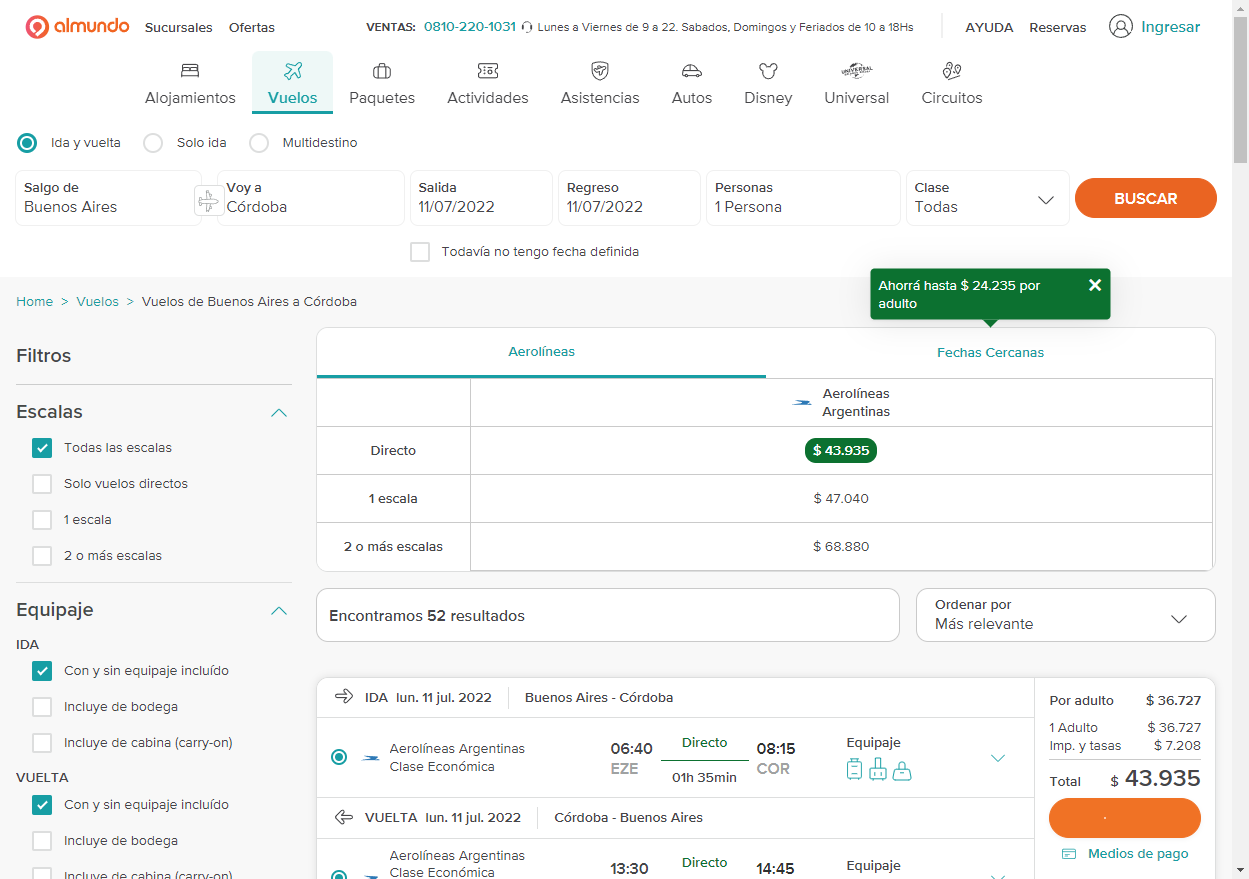 almundo Sucursales Ofertas VENTAS: 0810-220-1031 Lunes a Viernes de 9 a 22. Sabados, Domingos y Feriados de 10 a 18Hs AYUDA Reservas Ingresar
Alojamientos Vuelos Paquetes Actividades Asistencias Autos Disney Universal Circuitos
Ida y vuelta Solo ida Multidestino
Salgo de Voy a Salida Regreso Personas Clase
Buenos Aires Córdoba 11/07/2022 11/07/2022 1 Persona Todas BUSCAR
Todavía no tengo fecha definida
Home > Vuelos > Vuelos de Buenos Aires a Córdoba
Ahorrá hasta $ 24.235 por
adulto
Filtros
Escalas
Todas las escalas
Solo vuelos directos
1 escala
2 o más escalas
Equipaje
IDA
Con y sin equipaje incluído
Incluye de bodega
Incluye de cabina (carry-on)
VUELTA
Con y sin equipaje incluído
Incluye de bodega
Incluye de cabina (carry-on)
Aerolíneas Fechas Cercanas
Aerolíneas
Argentinas
Directo $ 43.935
1 escala $ 47.040
2 o más escalas $ 68.880
Encontramos 52 resultados
Ordenar por
Más relevante
IDA lun. 11 jul. 2022 Buenos Aires - Córdoba
Aerolíneas Argentinas
Clase Económica
06:40
EZE
Directo
01h 35min
08:15
COR
Equipaje
VUELTA lun. 11 jul. 2022 Córdoba - Buenos Aires
Aerolíneas Argentinas
Clase Económica
13:30
Directo
14:45
Equipaje
Por adulto $ 36.727
1 Adulto $ 36.727
Imp. y tasas $ 7.208
Total $ 43.935
Medios de pago